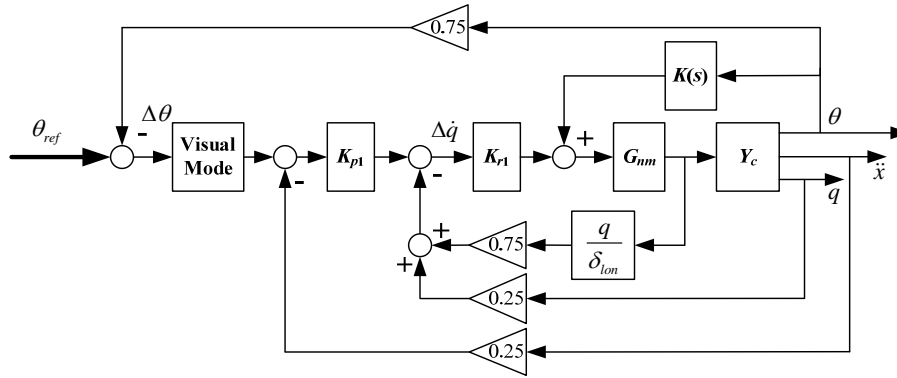 0.75
K(s)
θref
-
Δθ
Visual
Mode
-
Kp1
-
Δq̇
Kr1
+
Gnm
Yc
θ
ẍ
q
+
+
0.75
q
δlon
0.25
0.25